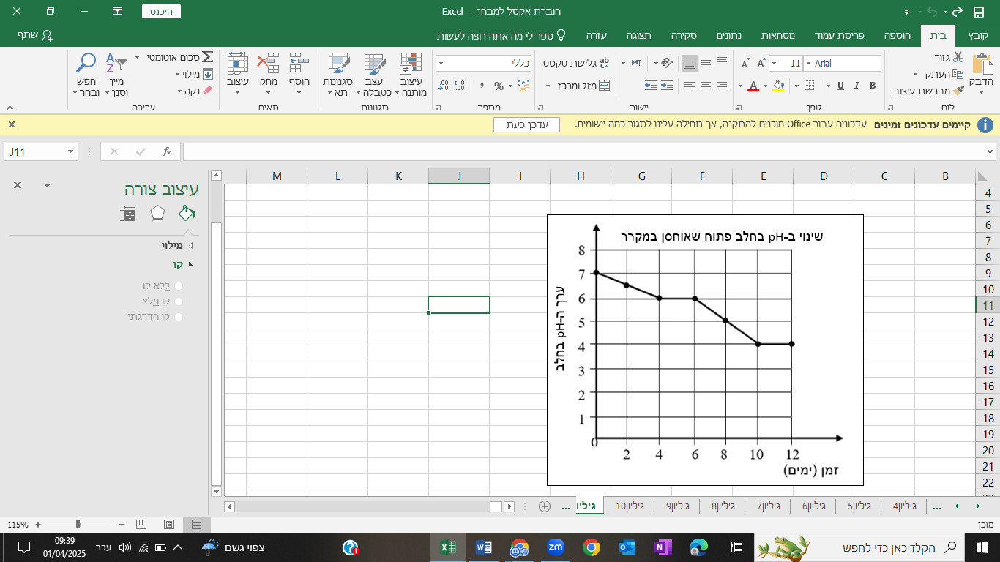 חוברת אקסל למבחן - Excel
היכנס
קובץ בית הוספה פריסת עמוד נוסחאות נתונים סקירה תצוגה עזרה ספר לי מה אתה רוצה לעשות שתף
הדבק
גזור
העתק
מברשת עיצוב
לוח
Arial 11
B I U
גופן
גלישת טקסט
מזג ומרכז
יישור
כללי
%
מספר
עיצוב מותנה
עצב כטבלה
סגנונות תא
סגנונות
הוסף
מחק
עיצוב
תאים
סכום אוטומטי
מילוי
נקה
מיין וסנן
חפש ובחר
עריכה
קיימים עדכונים זמינים עדכונים עבור Office מוכנים להתקנה, אך תחילה עלינו לסגור כמה יישומים. עדכן כעת
J11
fx
B C D E F G H I J K L M
4
5
6
7
8
9
10
11
12
13
14
15
16
17
18
19
20
21
22
שינוי ב-pH בחלב פתוח שאוחסן במקרר
ערך ה-pH בחלב
8
7
6
5
4
3
2
1
0
2 4 6 8 10 12
זמן (ימים)
עיצוב צורה
מילוי
קו
ללא קו
קו מלא
קו הדרגתי
... גיליון4 גיליון5 גיליון6 גיליון7 גיליון8 גיליון9 גיליון10 גיליו ...
מוכן
115%
הקלד כאן כדי לחפש
צפוי גשם
עבר
09:39
01/04/2025